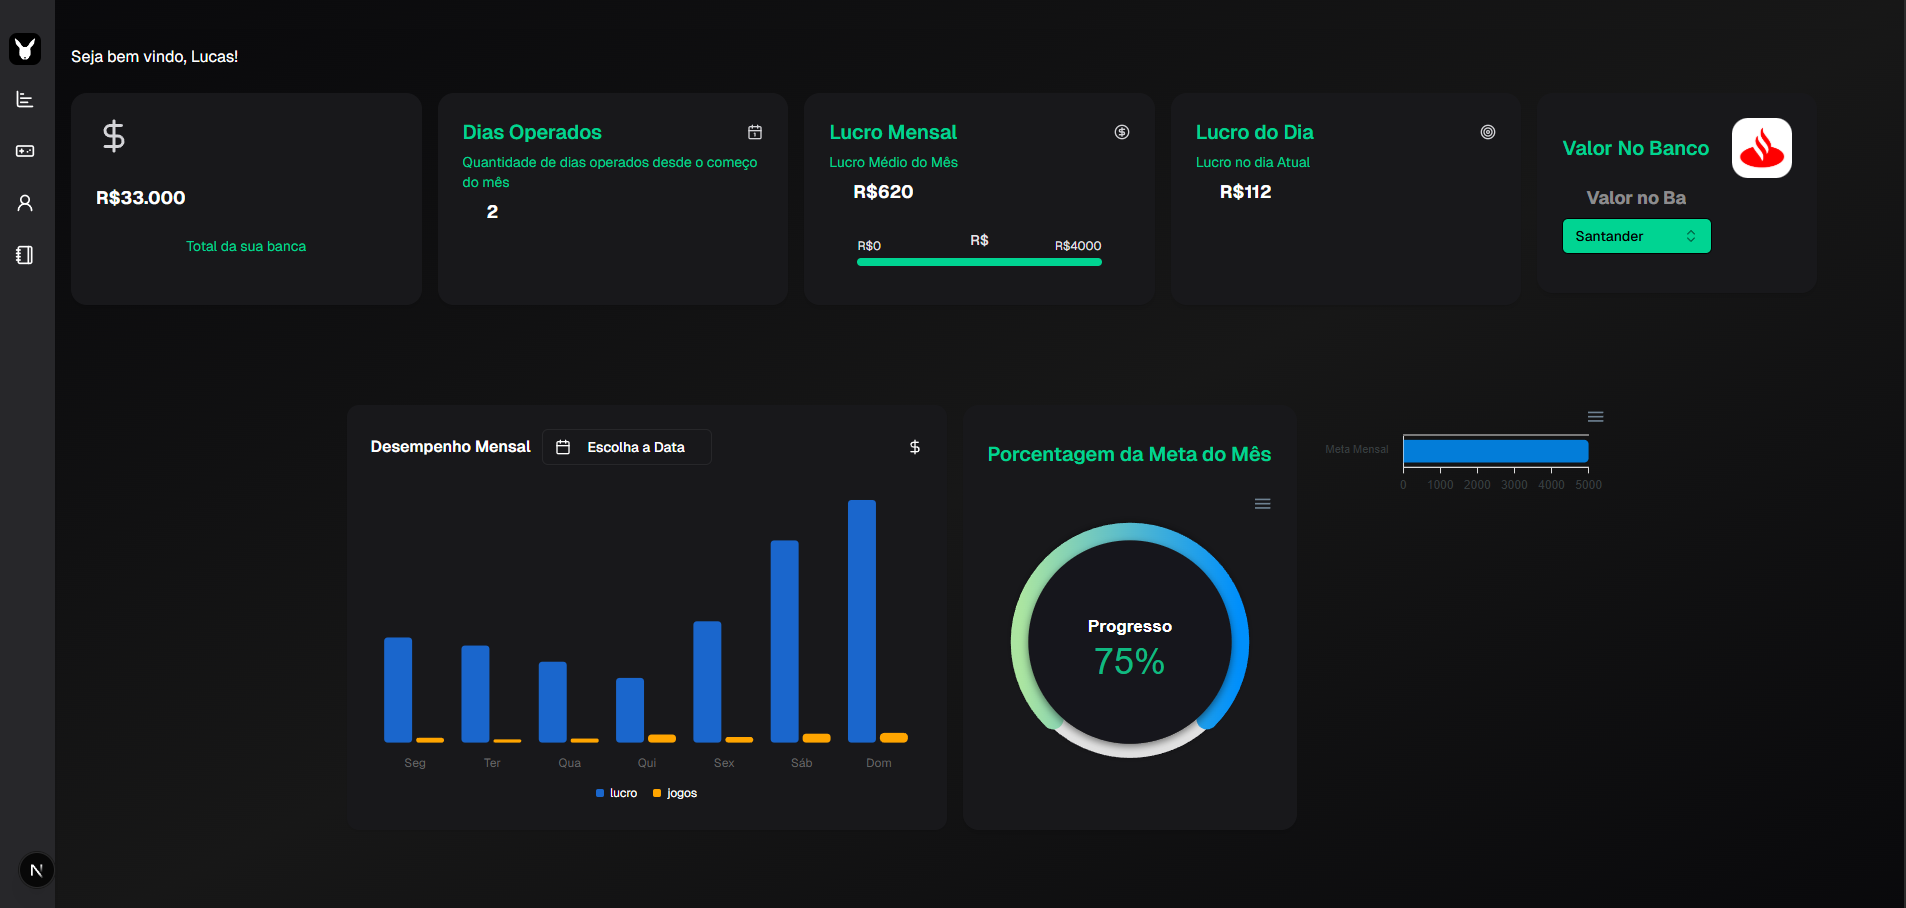 Seja bem vindo, Lucas!
R$33.000
Total da sua banca
Dias Operados
Quantidade de dias operados desde o começo
do mês
2
Lucro Mensal
Lucro Médio do Mês
R$620
R$0 R$ R$4000
Lucro do Dia
Lucro no dia Atual
R$112
Valor No Banco
Valor no Ba
Santander
Desempenho Mensal
Escolha a Data
Seg Ter Qua Qui Sex Sáb Dom
lucro jogos
Porcentagem da Meta do Mês
Progresso
75%
Meta Mensal
0 1000 2000 3000 4000 5000
N